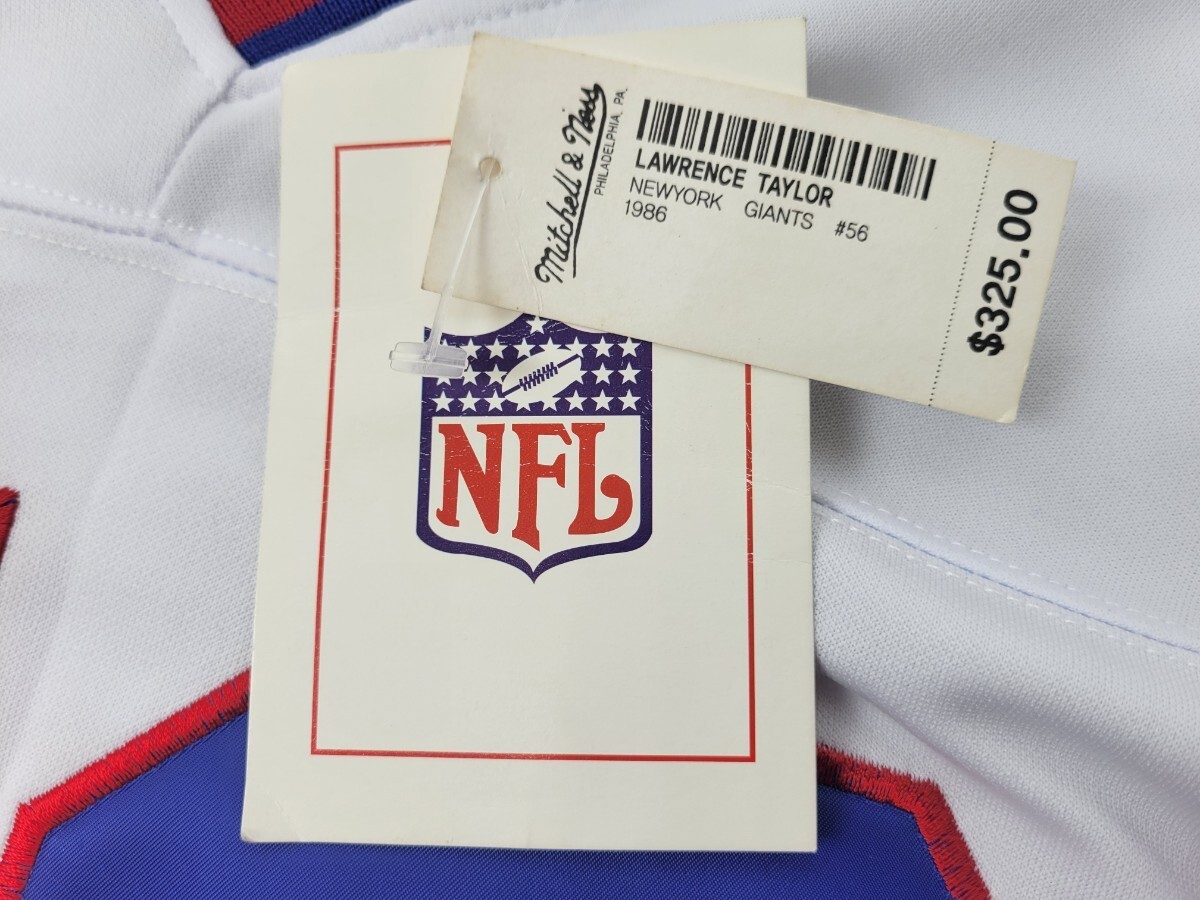 Mitchell & Ness
PHILADELPHIA, PA.
LAWRENCE TAYLOR
NEWYORK GIANTS #56
1986
$325.00
NFL